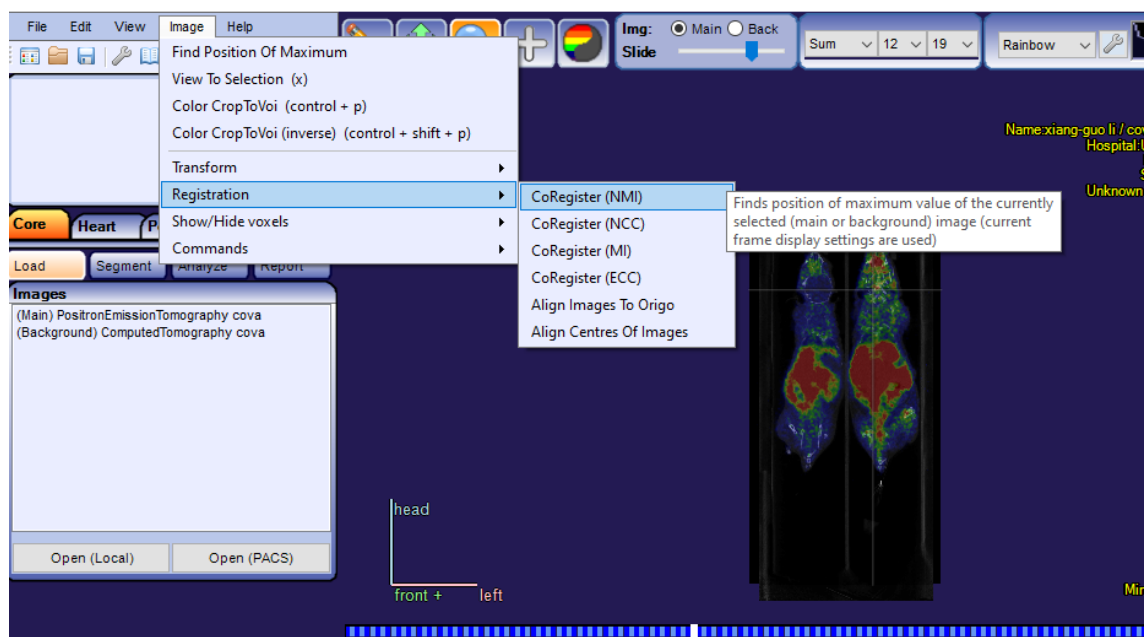 File Edit View Image Help
Img: Main Back
Slide
Sum 12 19
Rainbow
Find Position Of Maximum
View To Selection (x)
Color CropToVoi (control + p)
Color CropToVoi (inverse) (control + shift + p)
Transform
Registration
Show/Hide voxels
Commands
CoRegister (NMI)
CoRegister (NCC)
CoRegister (MI)
CoRegister (ECC)
Align Images To Origo
Align Centres Of Images
Finds position of maximum value of the currently
selected (main or background) image (current
frame display settings are used)
Name:xiang-guo li / cov
Hospital:
Unknown
Core Heart P
Load Segment Analyze Report
Images
(Main) PositronEmissionTomography cova
(Background) ComputedTomography cova
Open (Local) Open (PACS)
head
front + left